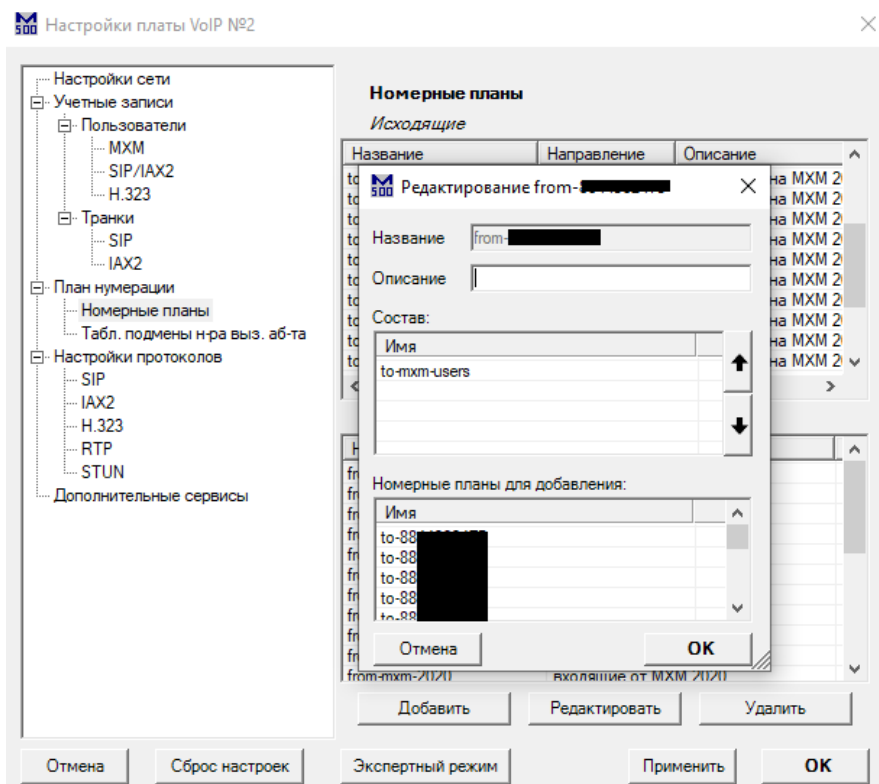 Настройки платы VoIP №2
Настройки сети
Учетные записи
Пользователи
MXM
SIP/IAX2
H.323
Транки
SIP
IAX2
План нумерации
Номерные планы
Табл. подмены н-ра выз. аб-та
Настройки протоколов
SIP
IAX2
H.323
RTP
STUN
Дополнительные сервисы
Номерные планы
Исходящие
Название Направление Описание
на MXM 2
на MXM 2
на MXM 2
на MXM 2
на MXM 2
на MXM 2
на MXM 2
на MXM 2
на MXM 2
на MXM 2
Редактирование from-
Название from-
Описание
Состав:
Имя
to-mxm-users
Номерные планы для добавления:
Имя
to-88
to-88
to-88
to-88
to-88
Отмена OK
from-mxm-2020 входящие от MXM 2020
Добавить Редактировать Удалить
Отмена Сброс настроек Экспертный режим Применить OK